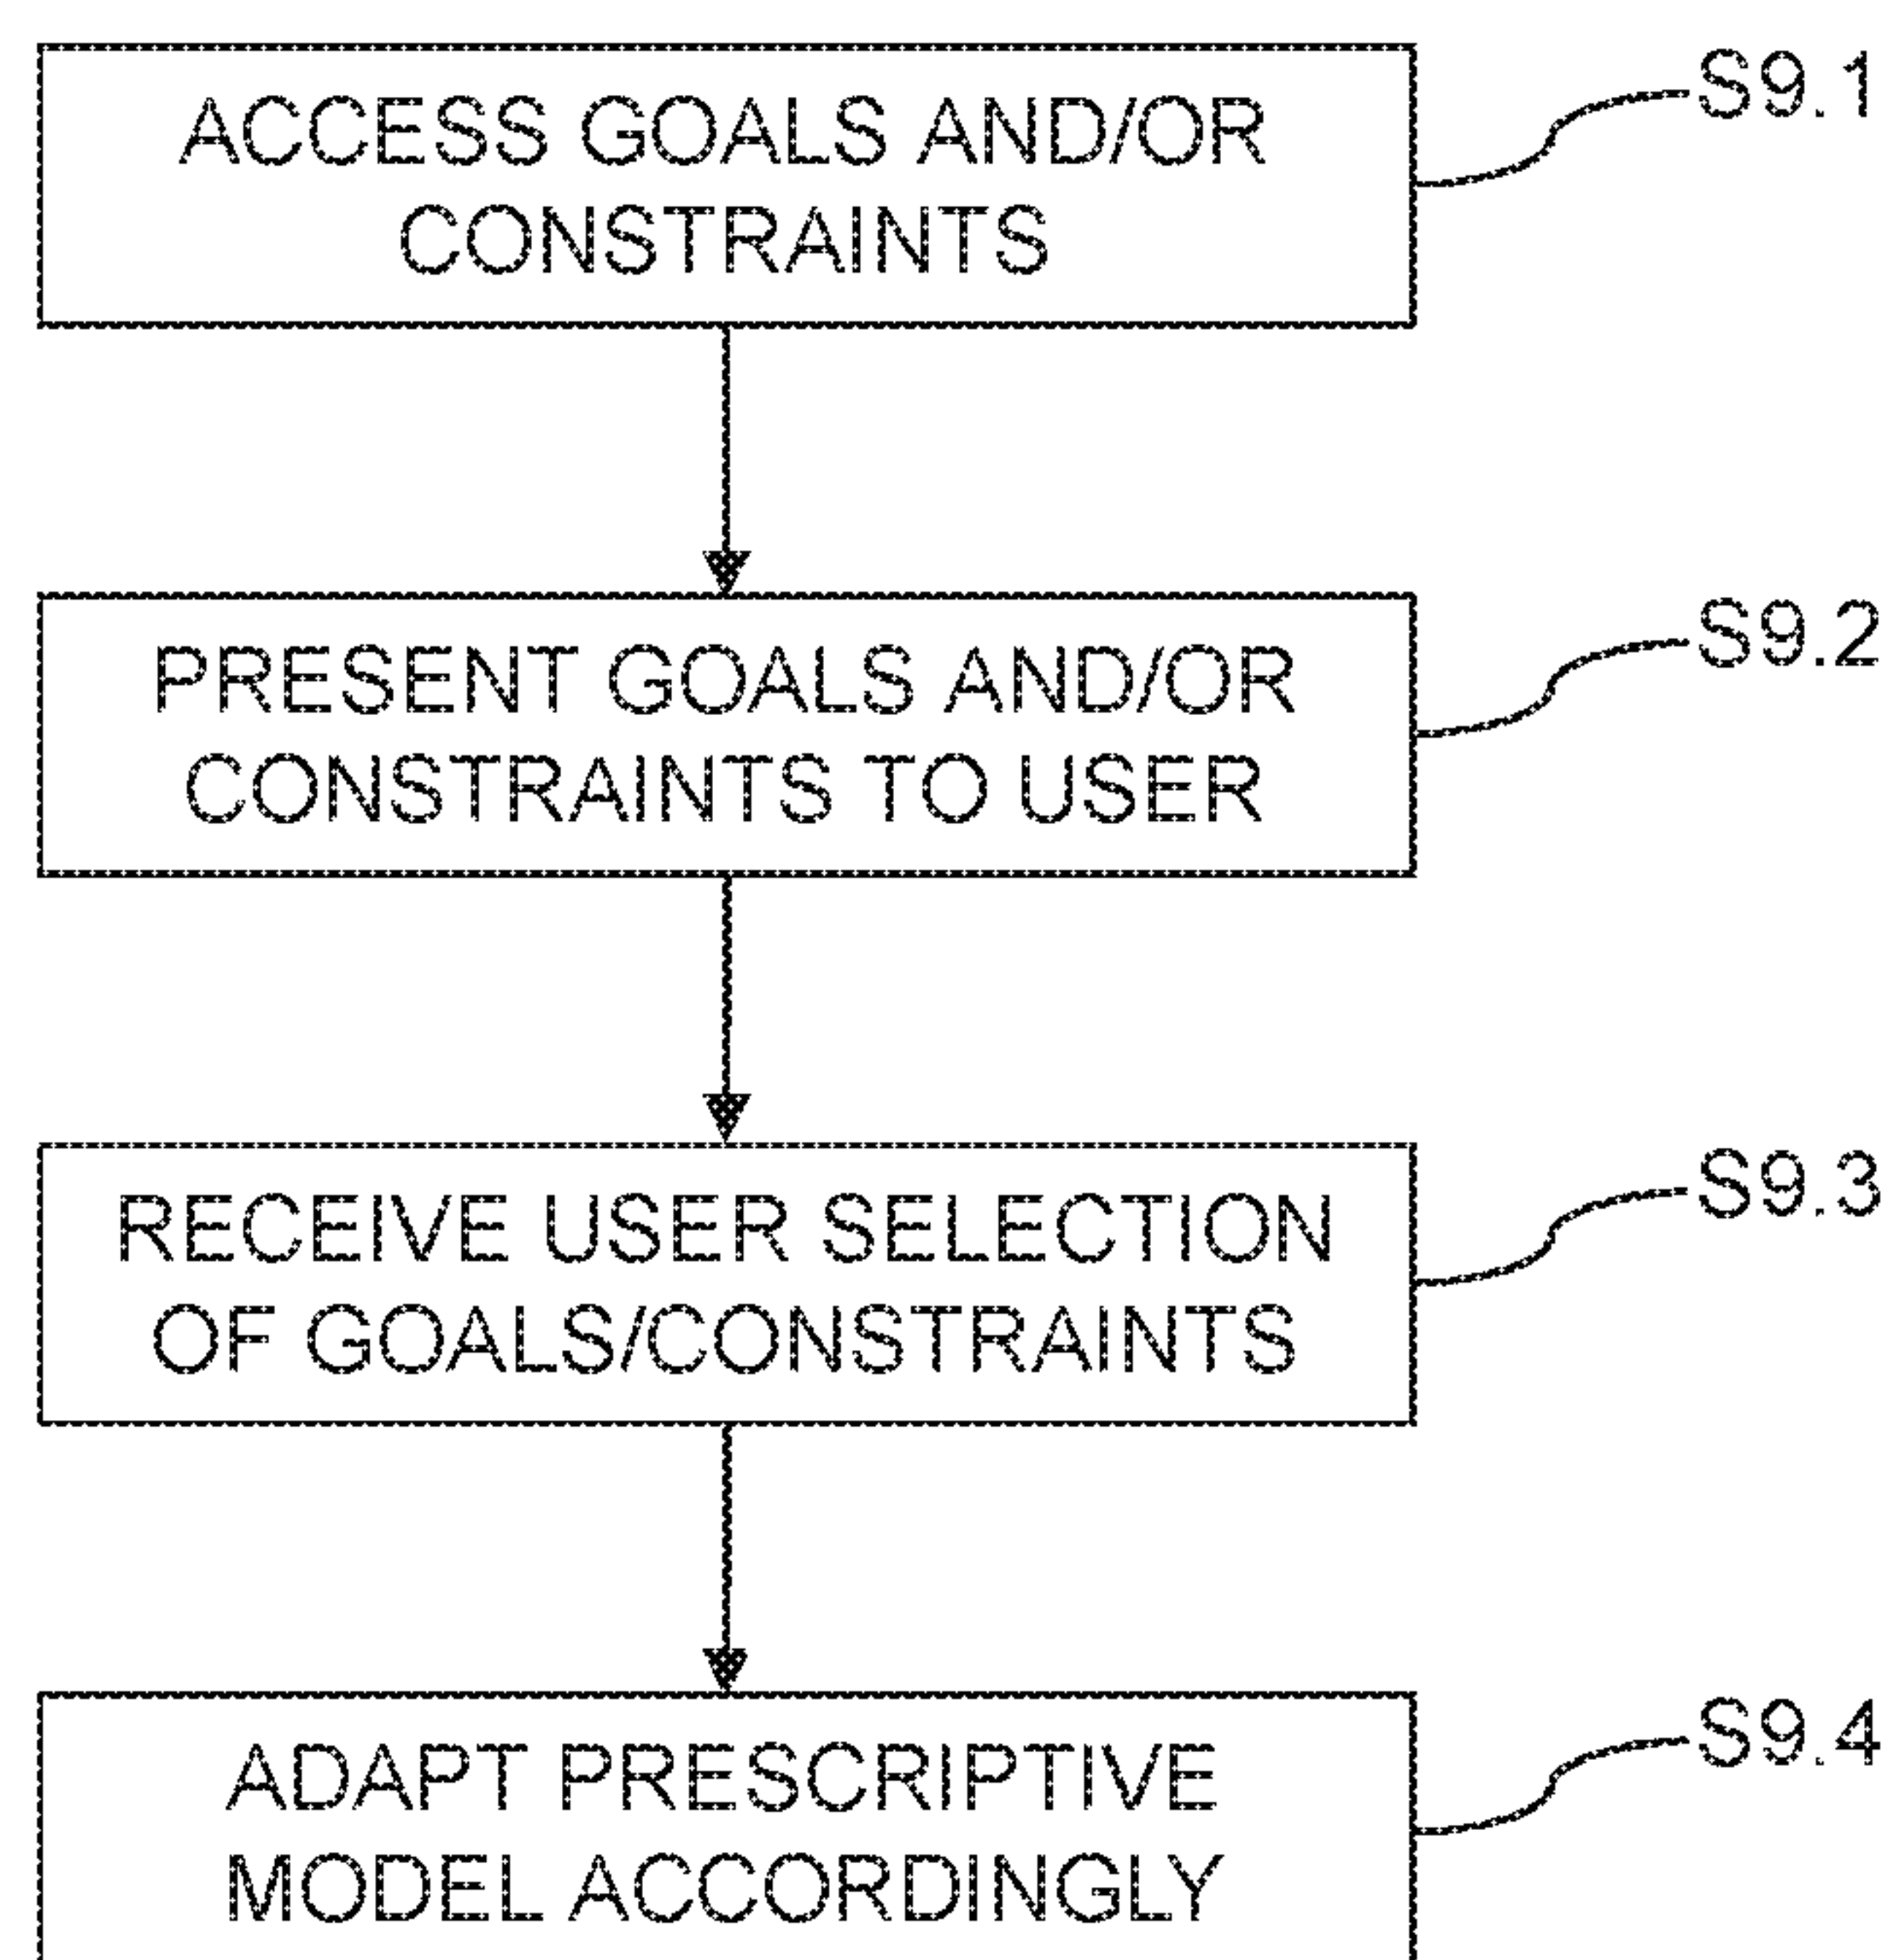 ACCESS GOALS AND/OR
CONSTRAINTS
S9.1
PRESENT GOALS AND/OR
CONSTRAINTS TO USER
S9.2
RECEIVE USER SELECTION
OF GOALS/CONSTRAINTS
S9.3
ADAPT PRESCRIPTIVE
MODEL ACCORDINGLY
S9.4